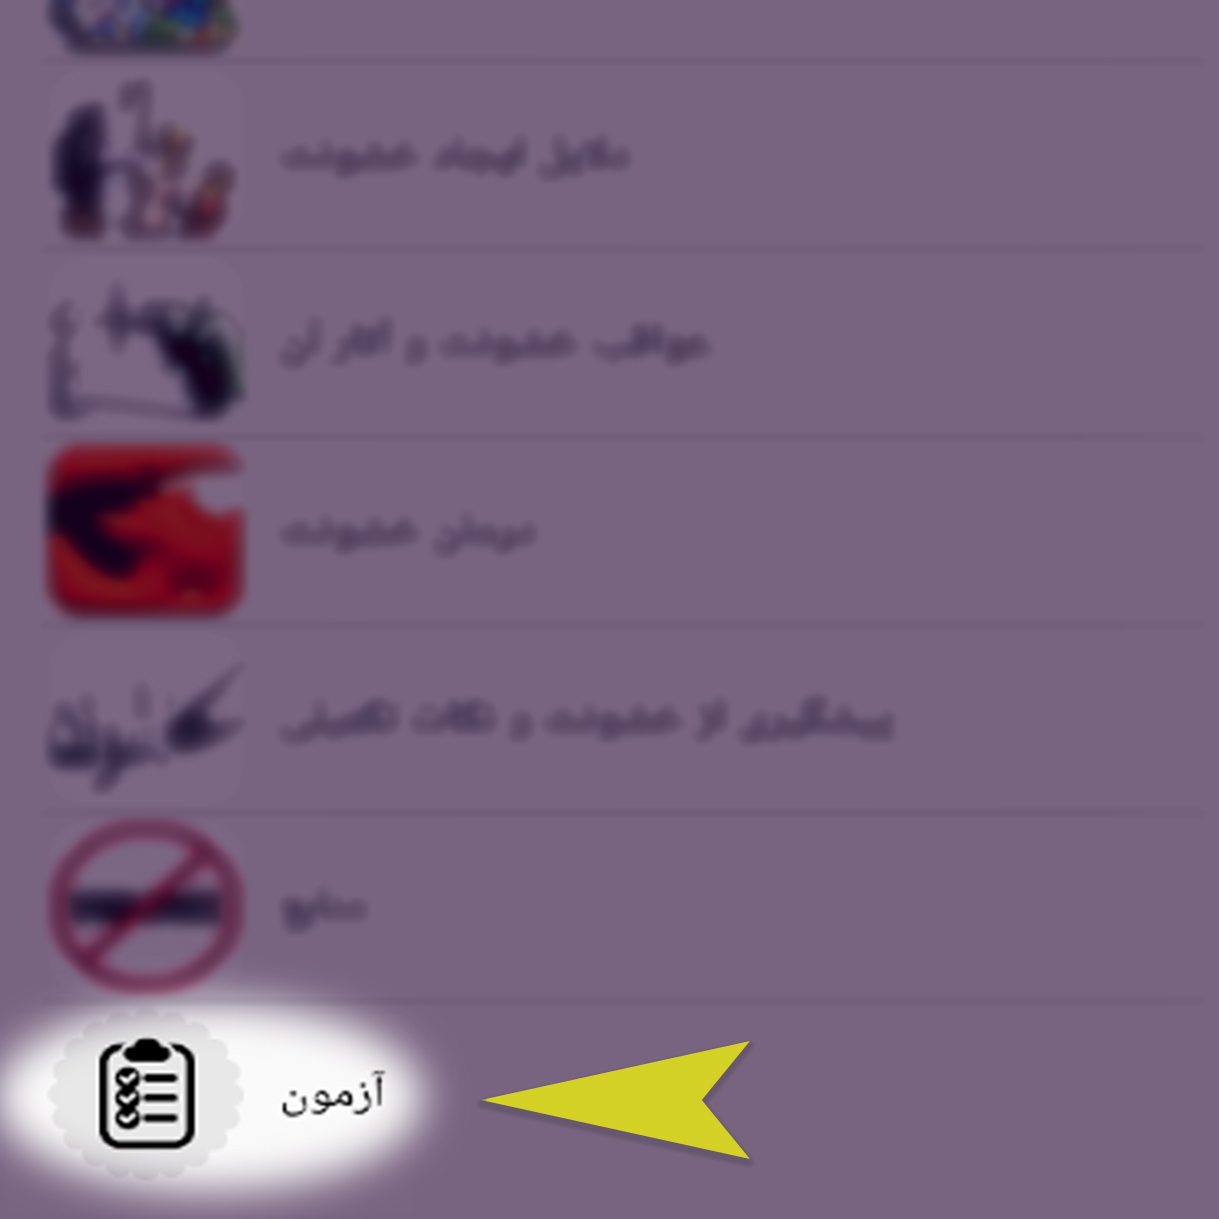 دلایل ایجاد خشونت
عواقب خشونت و آثار آن
درمان خشونت
پیشگیری از خشونت و نکات تکمیلی
منابع
آزمون